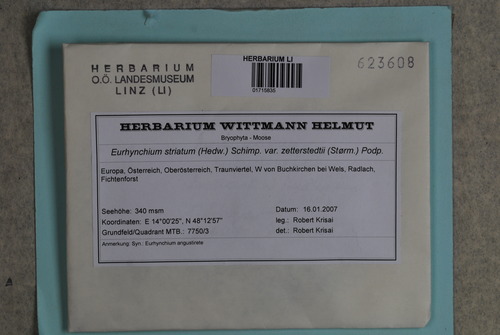 HERBARIUM
O.Ö. LANDESMUSEUM
LINZ (LI)
HERBARIUM LI
01710835
623608
HERBARIUM WITTMANN HELMUT
Bryophyta - Moose
Eurhynchium striatum (Hedw.) Schimp. var. zetterstedtii (Størm.) Podp.
Europa, Österreich, Oberösterreich, Traunviertel, W von Buchkirchen bei Wels, Radlach,
Fichtenforst
Seehöhe: 340 msm
Datum: 16.01.2007
Koordinaten: E 14°00'25", N 48°12'57"
leg.: Robert Krisai
Grundfeld/Quadrant MTB.: 7750/3
det.: Robert Krisai
Anmerkung: Syn.: Eurhynchium angustirete